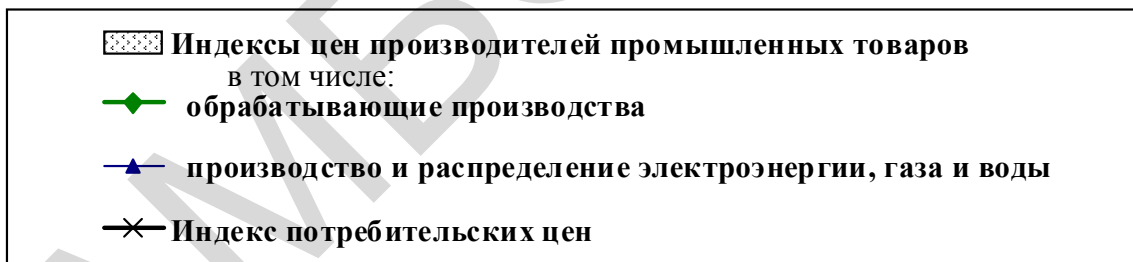 Индексы цен производителей промышленных товаров
в том числе:
обрабатывающие производства
производство и распределение электроэнергии, газа и воды
Индекс потребительских цен